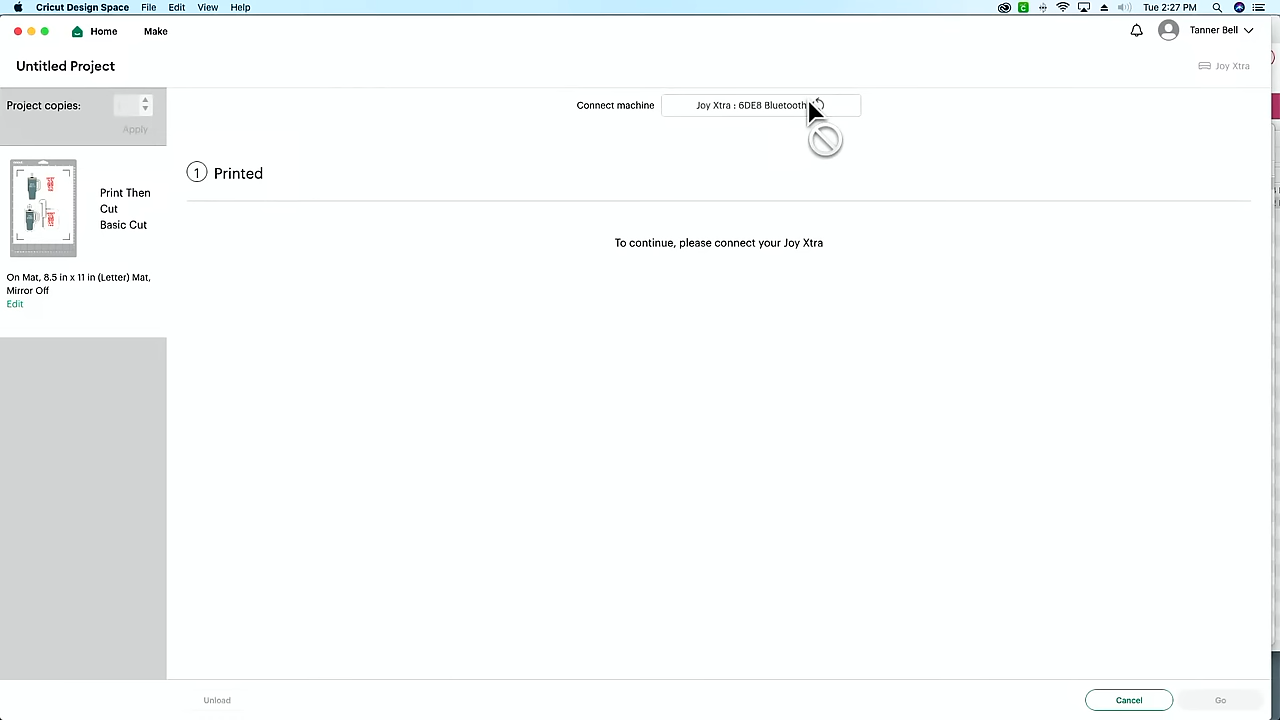 Cricut Design Space File Edit View Help Tue 2:27 PM
Home Make Tanner Bell
Untitled Project Joy Xtra
Project copies: Connect machine Joy Xtra : 6DE8 Bluetooth
Apply
1 Printed
Print Then
Cut
Basic Cut
To continue, please connect your Joy Xtra
On Mat, 8.5 in x 11 in (Letter) Mat,
Mirror Off
Edit
Unload Cancel Go